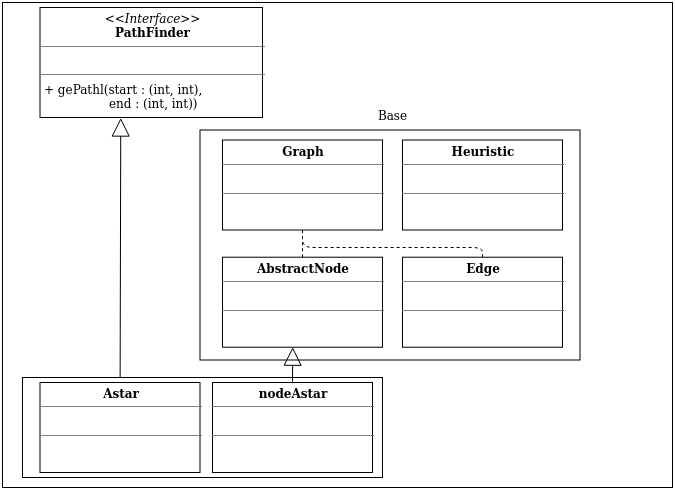 <<Interface>>
PathFinder
+ gePathl(start : (int, int),
end : (int, int))
Base
Graph
Heuristic
AbstractNode
Edge
Astar
nodeAstar